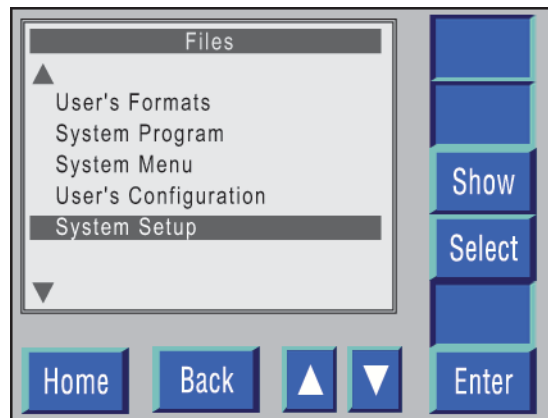 Files
User's Formats
System Program
System Menu
User's Configuration
System Setup
Show
Select
Home
Back
Enter